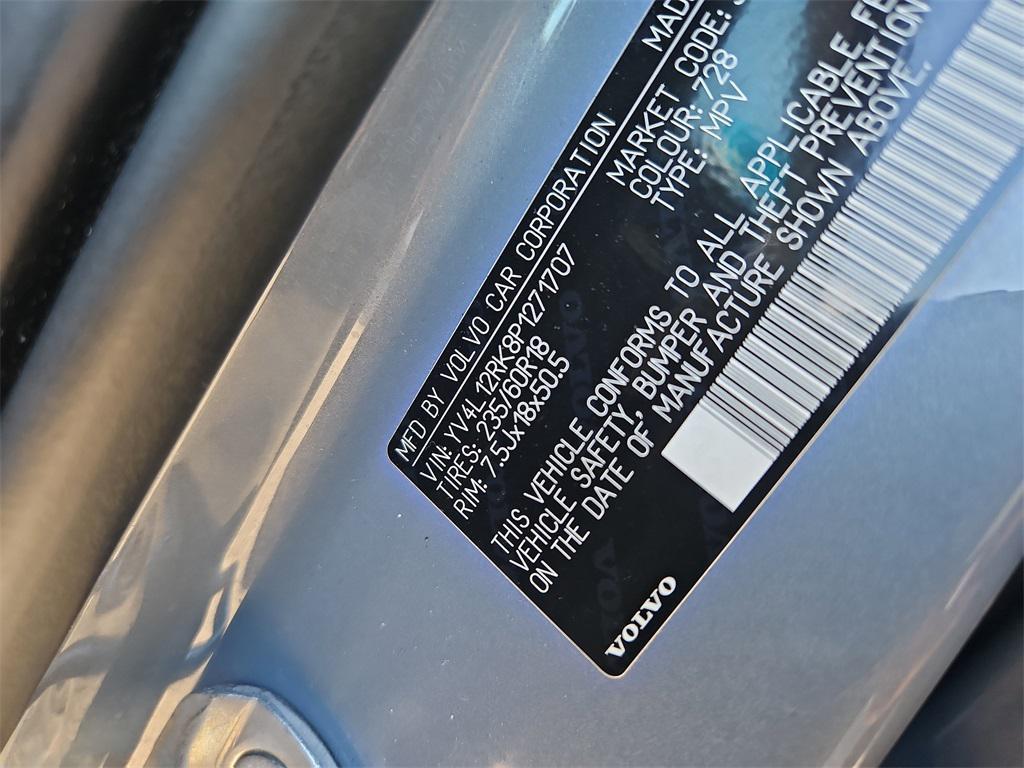 MFD BY VOLVO CAR CORPORATION
VIN: YV4L12RK8P1271707
TIRES: 235/60R18
RIM: 7.5Jx18x50.5
MARKET CODE:
COLOUR: 728
TYPE: MPV
THIS VEHICLE CONFORMS TO ALL APPLICABLE
VEHICLE SAFETY, BUMPER AND THEFT PREVENTION
ON THE DATE OF MANUFACTURE SHOWN ABOVE.
VOLVO